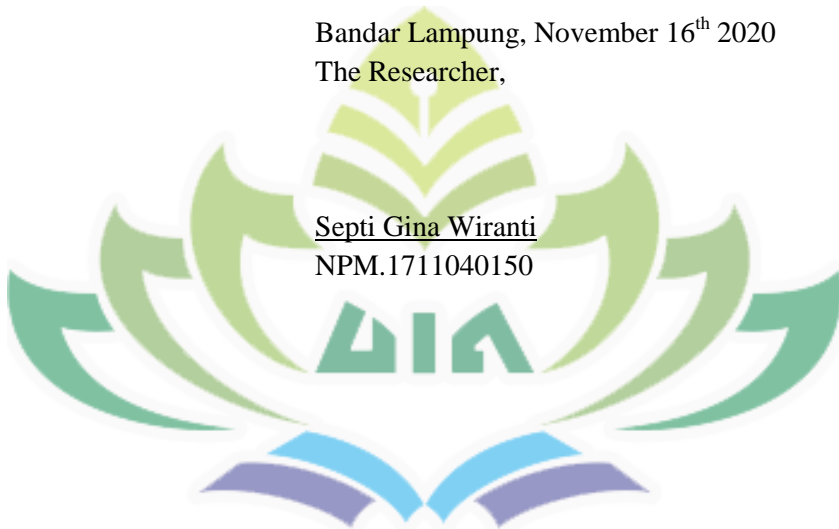 Bandar Lampung, November 16th 2020
The Researcher,
Septi Gina Wiranti
NPM.1711040150
UIN